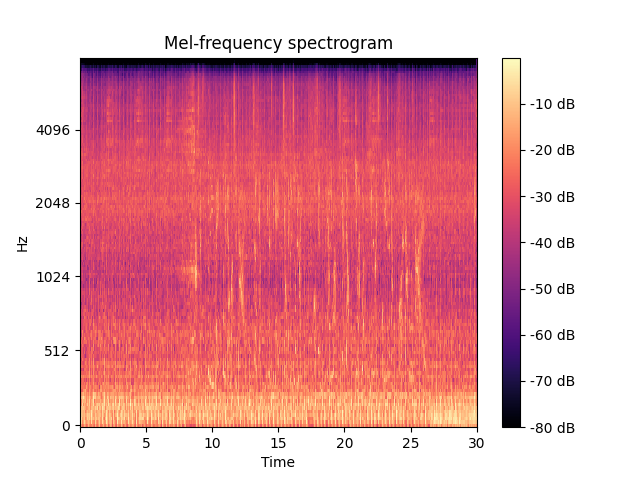 Mel-frequency spectrogram
Hz
4096
2048
1024
512
0
0 5 10 15 20 25 30
Time
-10 dB
-20 dB
-30 dB
-40 dB
-50 dB
-60 dB
-70 dB
-80 dB